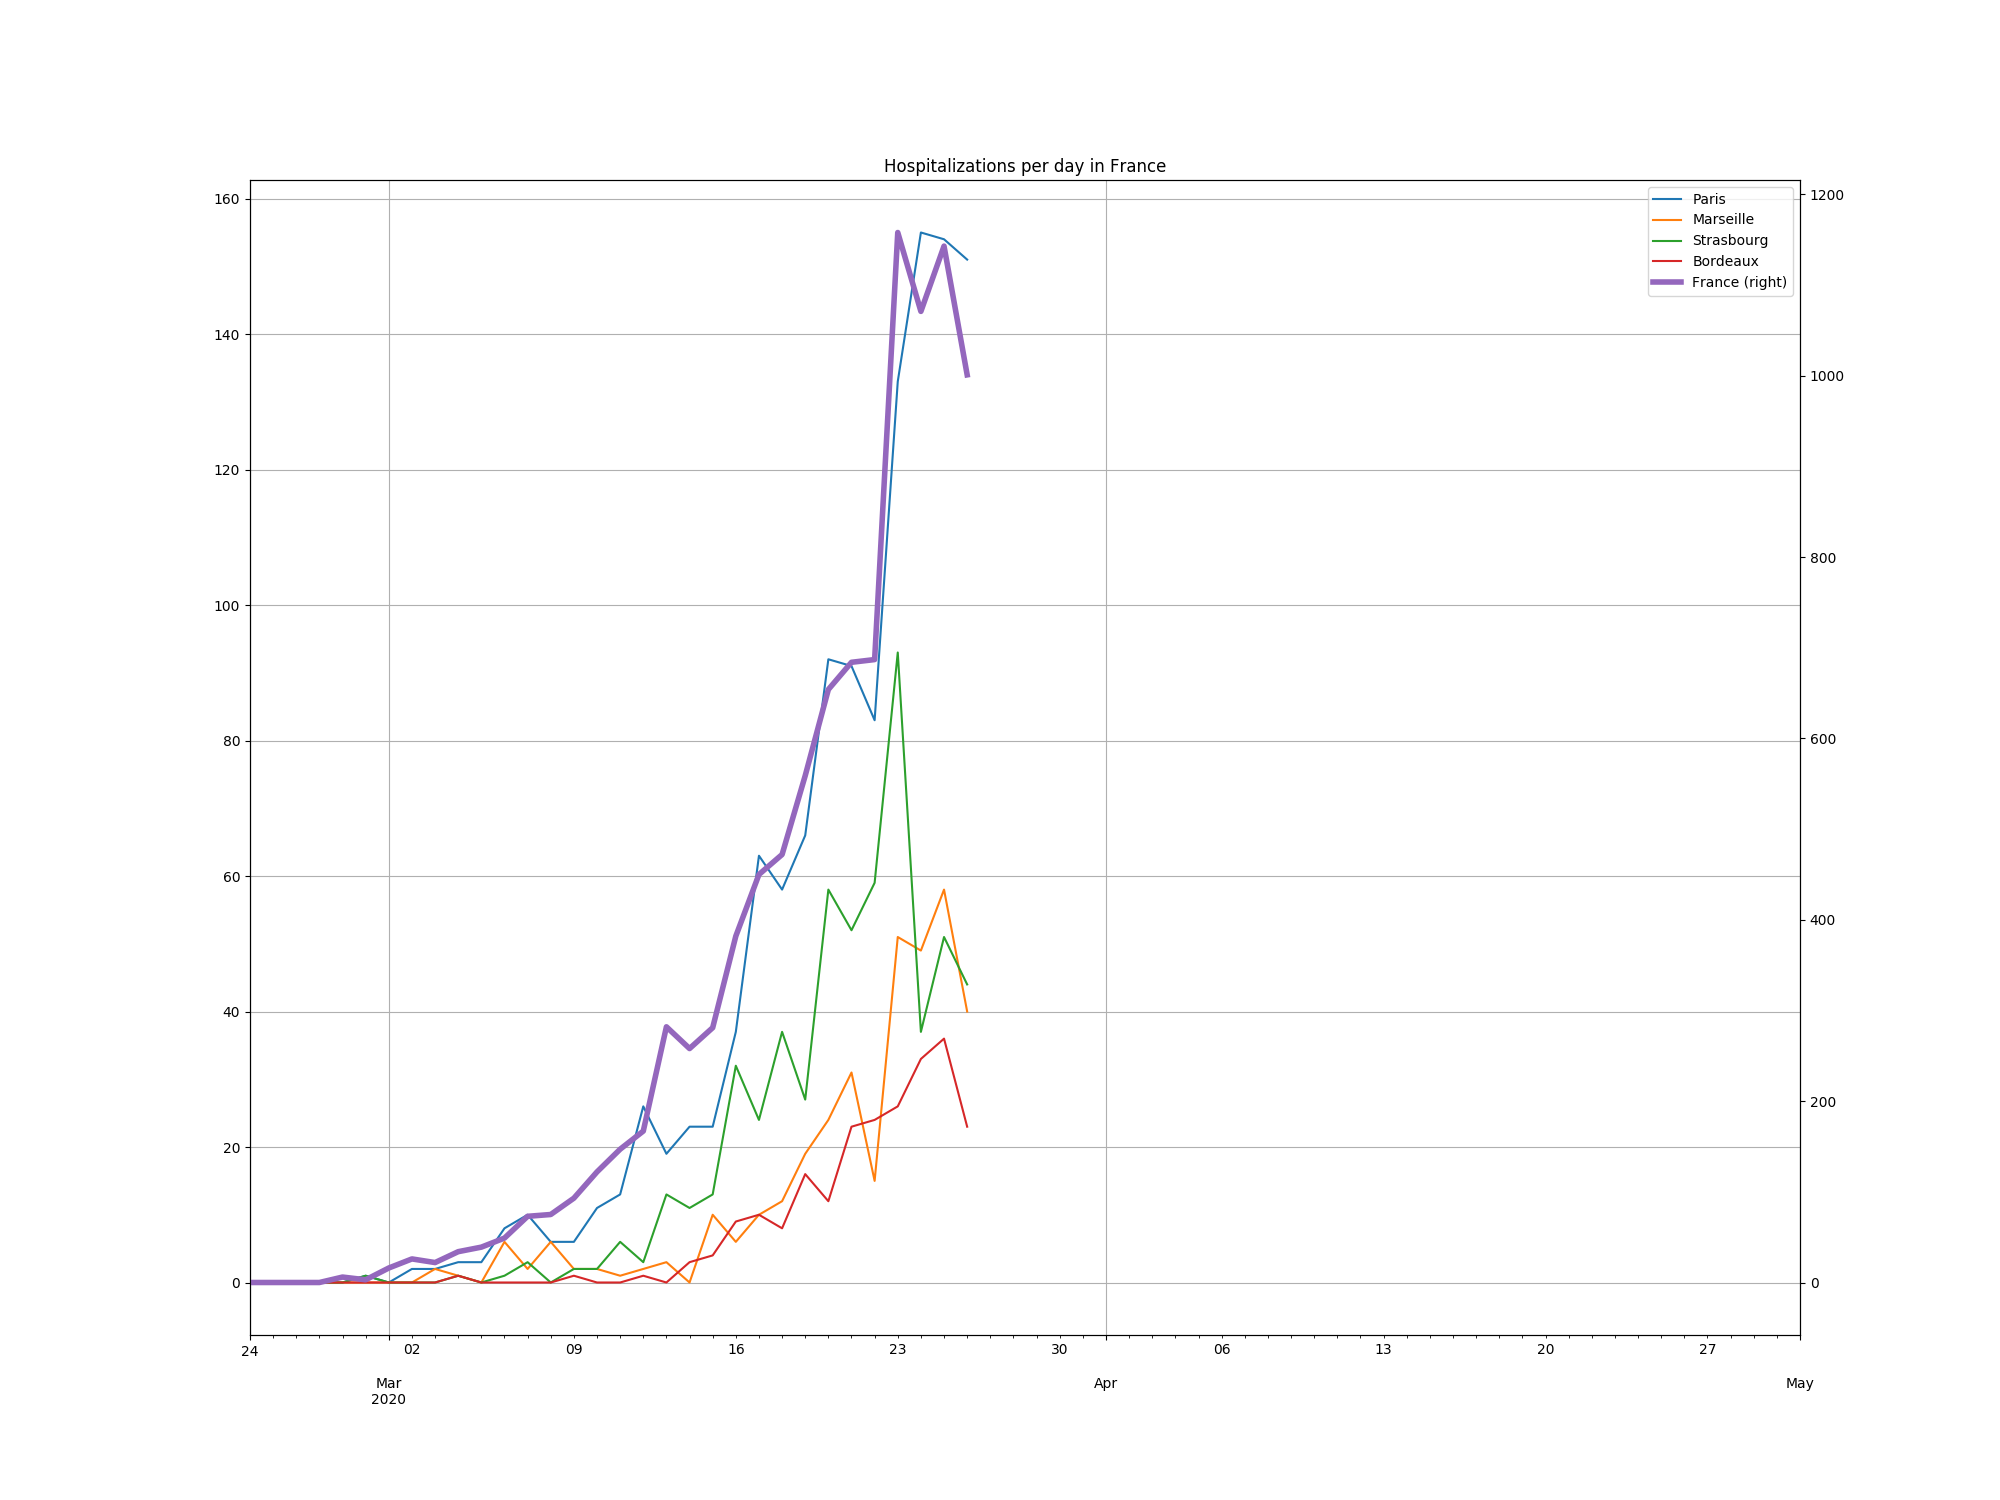 Hospitalizations per day in France
160
140
120
100
80
60
40
20
0
1200
1000
800
600
400
200
0
Paris
Marseille
Strasbourg
Bordeaux
France (right)
24 02 09 16 23 30 06 13 20 27
Mar Apr May
2020